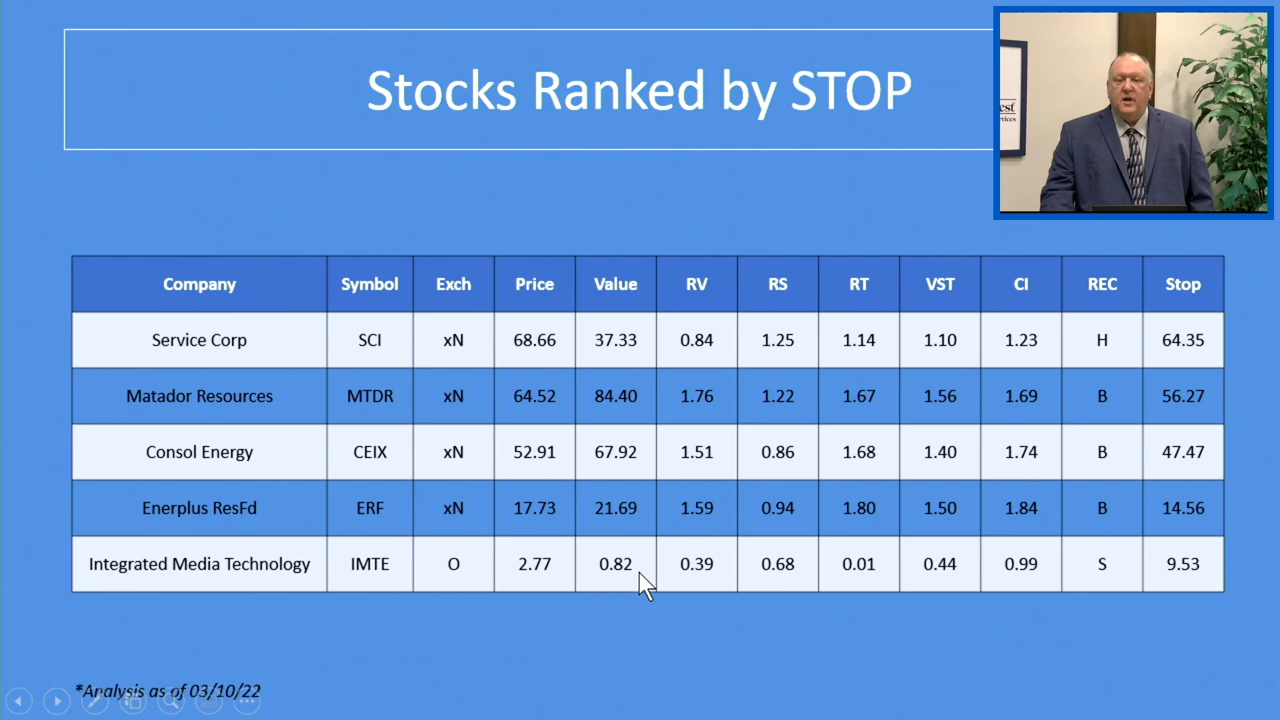 Stocks Ranked by STOP
est
rvices
Company Symbol Exch Price Value RV RS RT VST CI REC Stop
Service Corp SCI xN 68.66 37.33 0.84 1.25 1.14 1.10 1.23 H 64.35
Matador Resources MTDR xN 64.52 84.40 1.76 1.22 1.67 1.56 1.69 B 56.27
Consol Energy CEIX xN 52.91 67.92 1.51 0.86 1.68 1.40 1.74 B 47.47
Enerplus ResFd ERF xN 17.73 21.69 1.59 0.94 1.80 1.50 1.84 B 14.56
Integrated Media Technology IMTE O 2.77 0.82 0.39 0.68 0.01 0.44 0.99 S 9.53
*Analysis as of 03/10/22